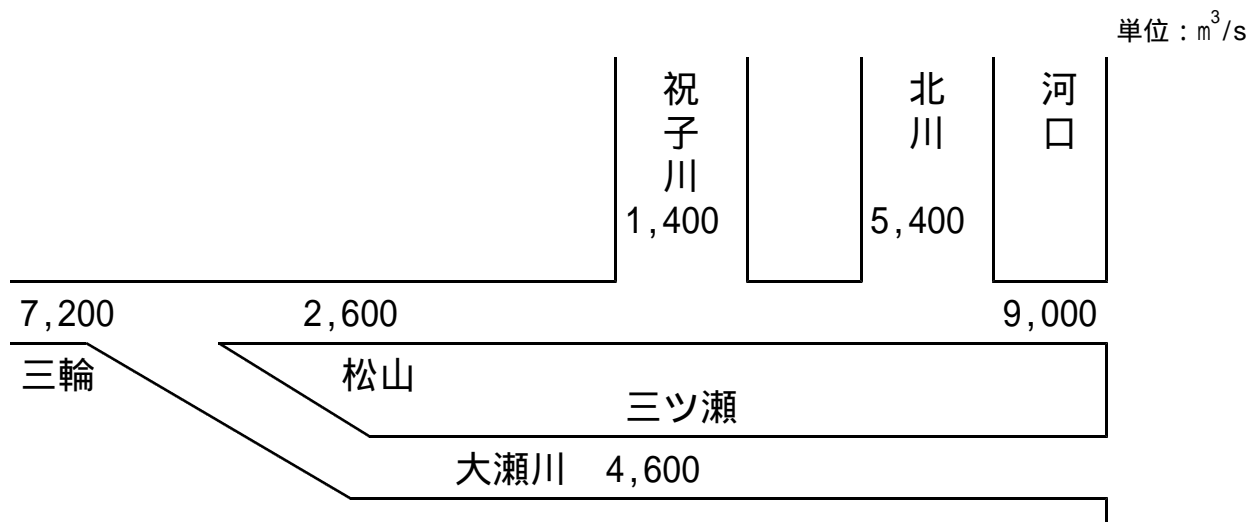 単位：㎥/s
祝子川
1,400
北川
5,400
河口
7,200
2,600
9,000
三輪
松山
三ツ瀬
大瀬川 4,600